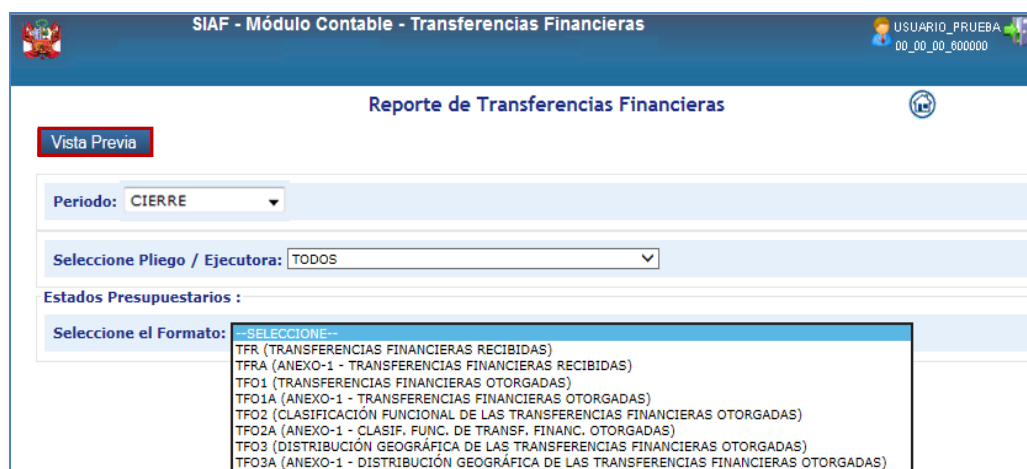 SIAF - Módulo Contable - Transferencias Financieras
USUARIO_PRUEBA
00_00_00_600000
Reporte de Transferencias Financieras
Vista Previa
Periodo: CIERRE
Seleccione Pliego / Ejecutora: TODOS
Estados Presupuestarios :
Seleccione el Formato: --SELECCIONE--
TFR (TRANSFERENCIAS FINANCIERAS RECIBIDAS)
TFRA (ANEXO-1 - TRANSFERENCIAS FINANCIERAS RECIBIDAS)
TFO1 (TRANSFERENCIAS FINANCIERAS OTORGADAS)
TFO1A (ANEXO-1 - TRANSFERENCIAS FINANCIERAS OTORGADAS)
TFO2 (CLASIFICACIÓN FUNCIONAL DE LAS TRANSFERENCIAS FINANCIERAS OTORGADAS)
TFO2A (ANEXO-1 - CLASIF. FUNC. DE TRANSF. FINANC. OTORGADAS)
TFO3 (DISTRIBUCIÓN GEOGRÁFICA DE LAS TRANSFERENCIAS FINANCIERAS OTORGADAS)
TFO3A (ANEXO-1 - DISTRIBUCIÓN GEOGRÁFICA DE LAS TRANSFERENCIAS FINANCIERAS OTORGADAS)